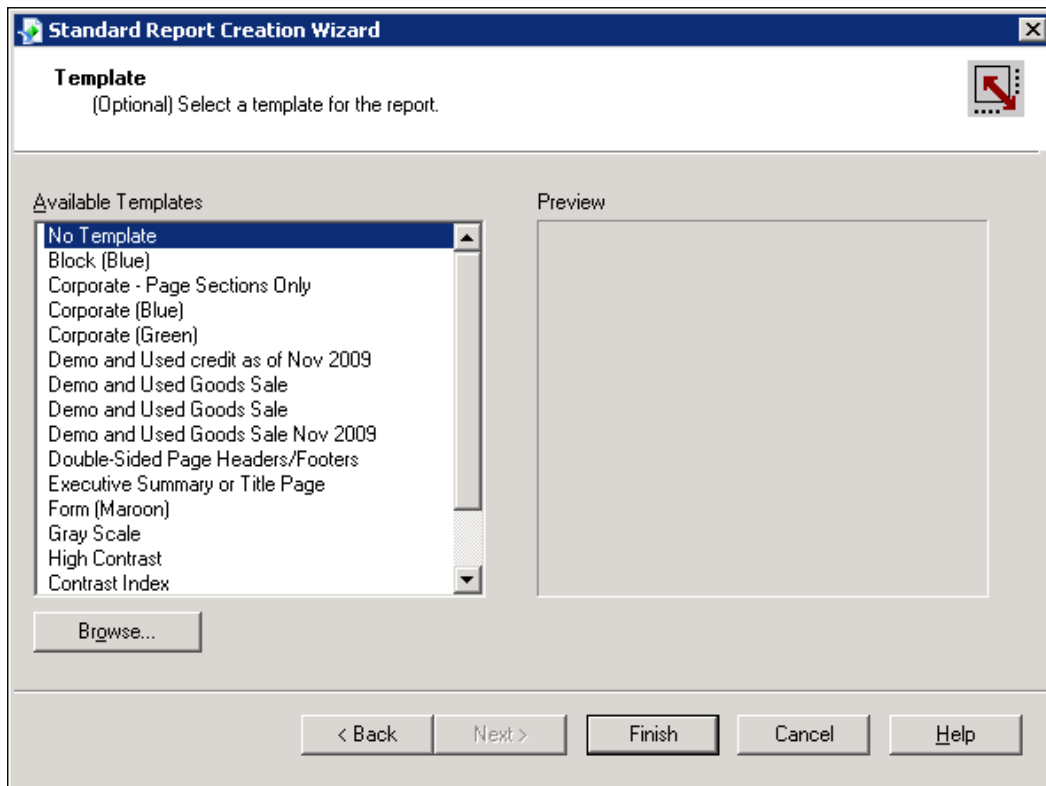 Standard Report Creation Wizard
Template
(Optional) Select a template for the report.
Available Templates
Preview
No Template
Block (Blue)
Corporate - Page Sections Only
Corporate (Blue)
Corporate (Green)
Demo and Used credit as of Nov 2009
Demo and Used Goods Sale
Demo and Used Goods Sale
Demo and Used Goods Sale Nov 2009
Double-Sided Page Headers/Footers
Executive Summary or Title Page
Form (Maroon)
Gray Scale
High Contrast
Contrast Index
Browse...
< Back
Next >
Finish
Cancel
Help